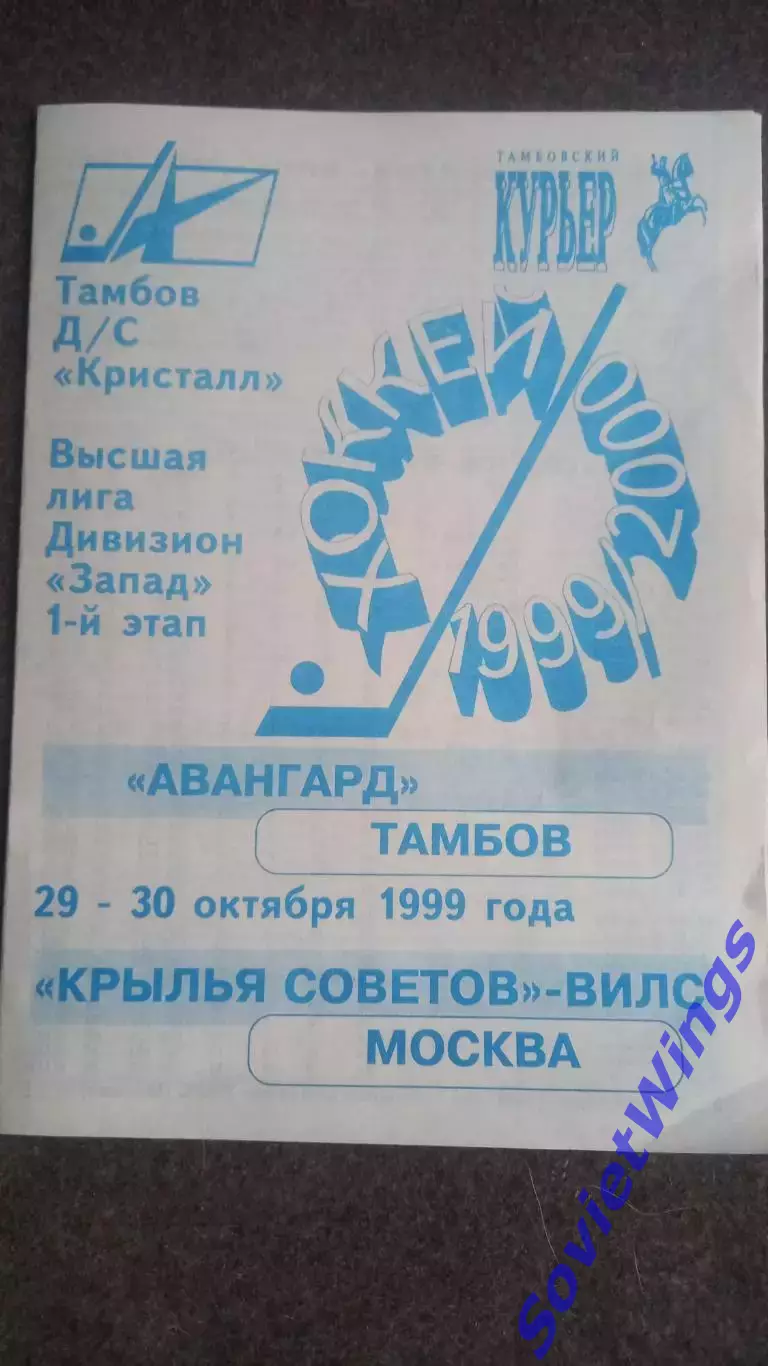 ТАМБОВСКИЙ
КУРЬЕР
Тамбов
Д/С
«Кристалл»
Высшая
лига
Дивизион
«Запад»
1-й этап
ХОККЕЙ
1999/2000
«АВАНГАРД»
ТАМБОВ
29 - 30 октября 1999 года
«КРЫЛЬЯ СОВЕТОВ»-ВИЛС
МОСКВА
SovietWings